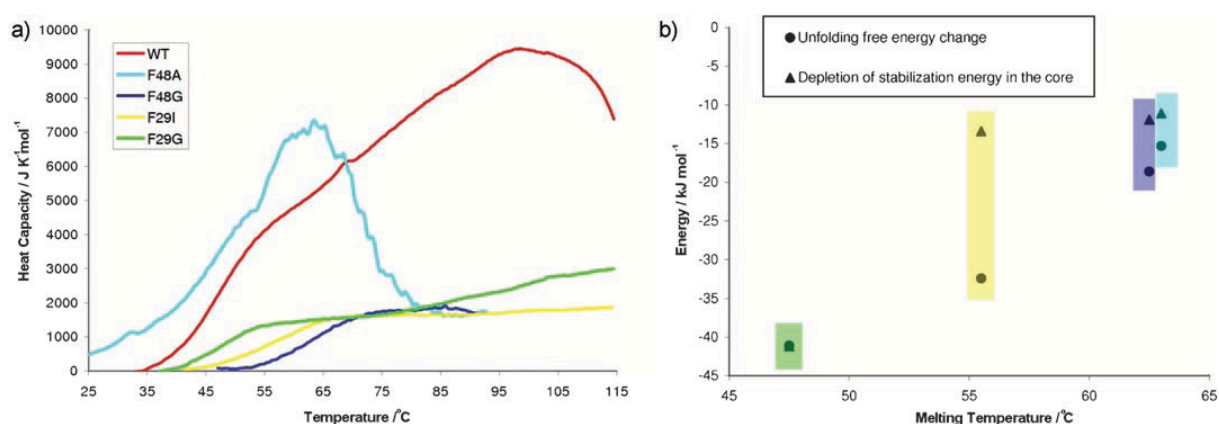 a)
10000
9000
8000
7000
6000
5000
4000
3000
2000
1000
0
Heat Capacity / J K⁻¹mol⁻¹
WT
F48A
F48G
F29I
F29G
25 35 45 55 65 75 85 95 105 115
Temperature /°C
b)
0
-5
-10
-15
-20
-25
-30
-35
-40
-45
Energy / kJ mol⁻¹
Unfolding free energy change
Depletion of stabilization energy in the core
45 50 55 60 65
Melting Temperature /°C